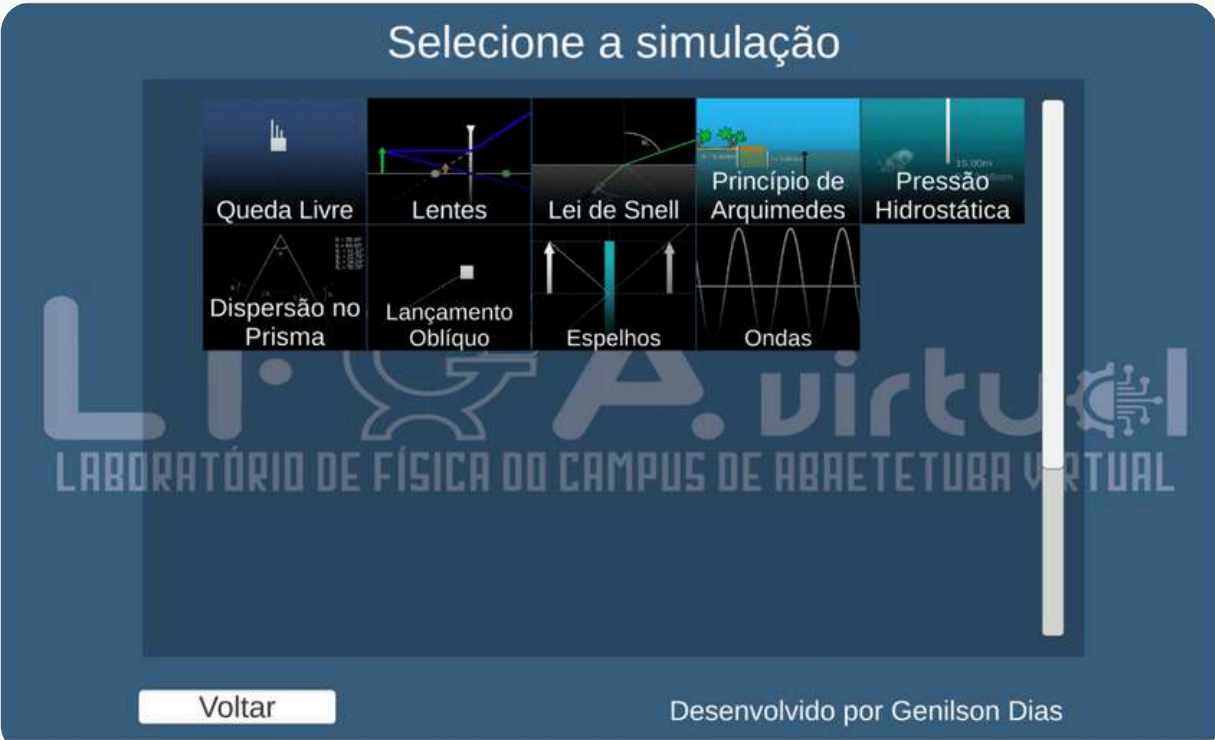 Selecione a simulação
Queda Livre
Lentes
Lei de Snell
Princípio de
Arquimedes
15.00m
Pressão
Hidrostática
Dispersão no
Prisma
Lançamento
Oblíquo
Espelhos
Ondas
virtual
LABORATÓRIO DE FÍSICA DO CAMPUS DE ABAETETUBA VIRTUAL
Voltar
Desenvolvido por Genilson Dias